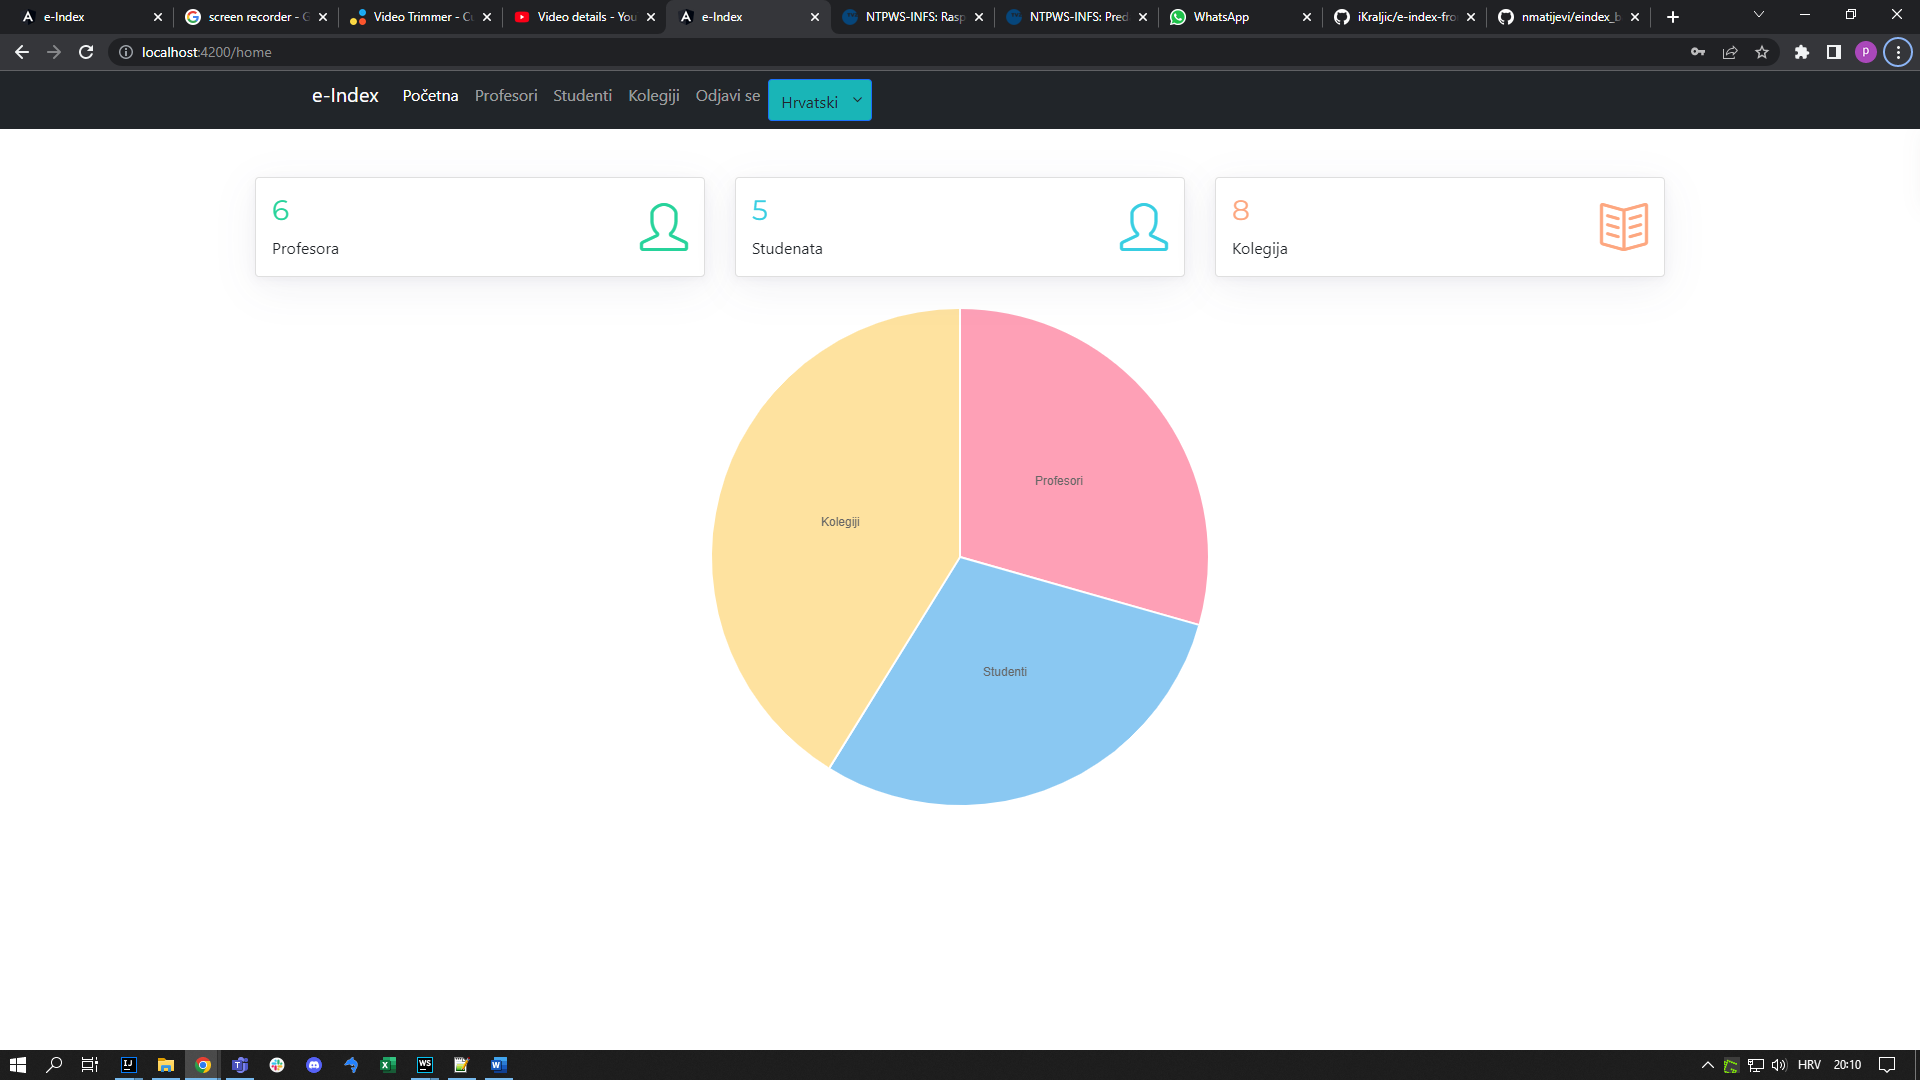 e-Index
screen recorder - G
Video Trimmer - Cu
Video details - You
e-Index
NTPWS-INFS: Rasp
NTPWS-INFS: Pred
WhatsApp
iKraljic/e-index-fro
nmatijevi/eindex_b
localhost:4200/home
P
e-Index
Početna
Profesori
Studenti
Kolegiji
Odjavi se
Hrvatski
6
Profesora
5
Studenata
8
Kolegija
Profesori
Kolegiji
Studenti
HRV
20:10